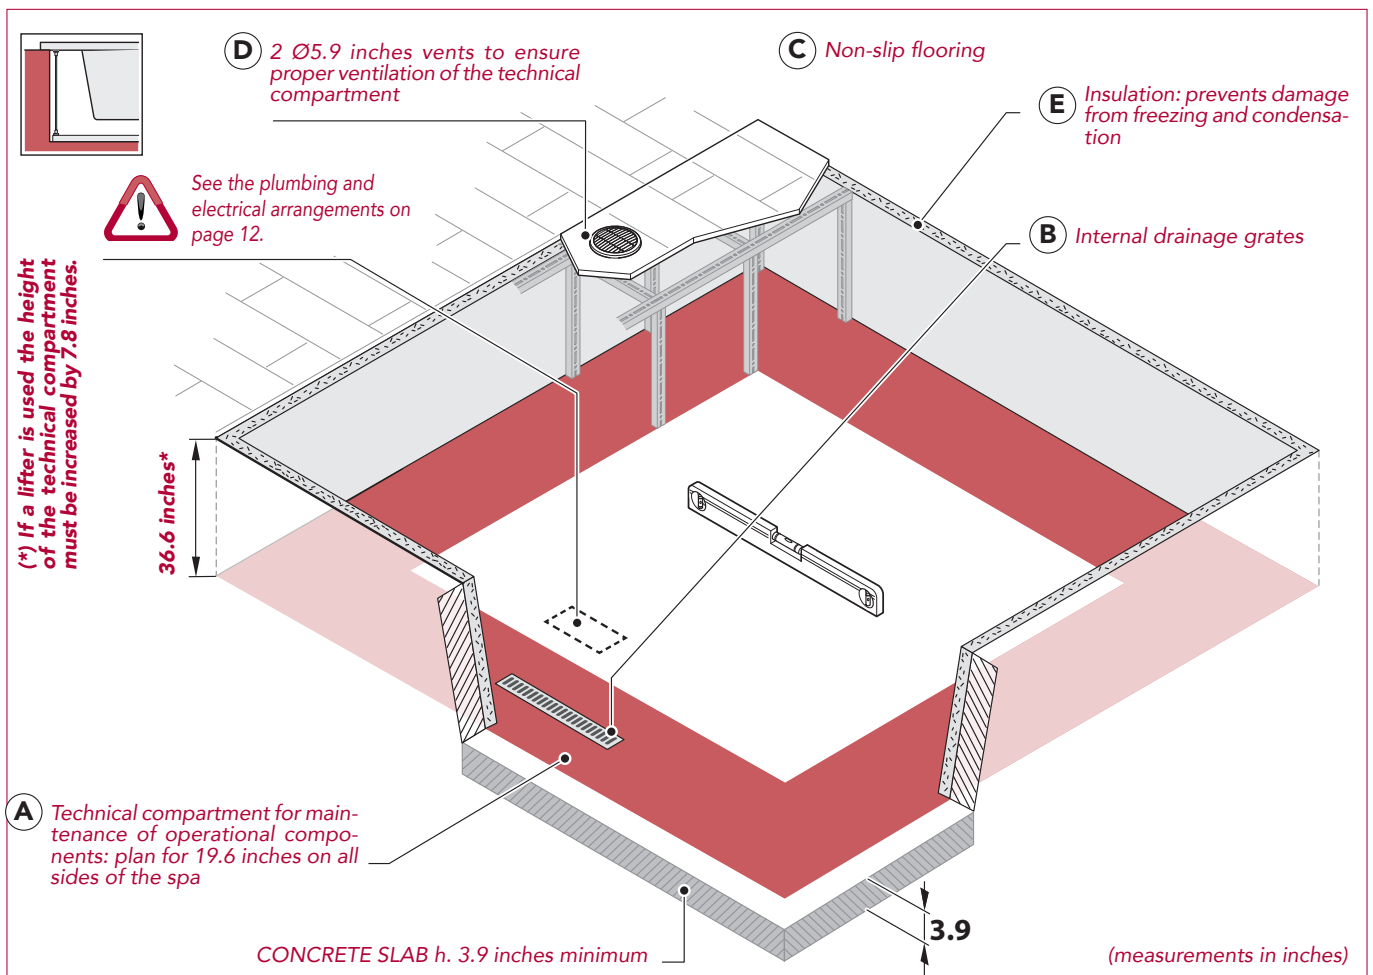 D 2 Ø5.9 inches vents to ensure
proper ventilation of the technical
compartment
C Non-slip flooring
E Insulation: prevents damage
from freezing and condensa-
tion
See the plumbing and
electrical arrangements on
page 12.
B Internal drainage grates
(*) If a lifter is used the height
of the technical compartment
must be increased by 7.8 inches.
36.6 inches*
A Technical compartment for main-
tenance of operational compo-
nents: plan for 19.6 inches on all
sides of the spa
3.9
CONCRETE SLAB h. 3.9 inches minimum
(measurements in inches)